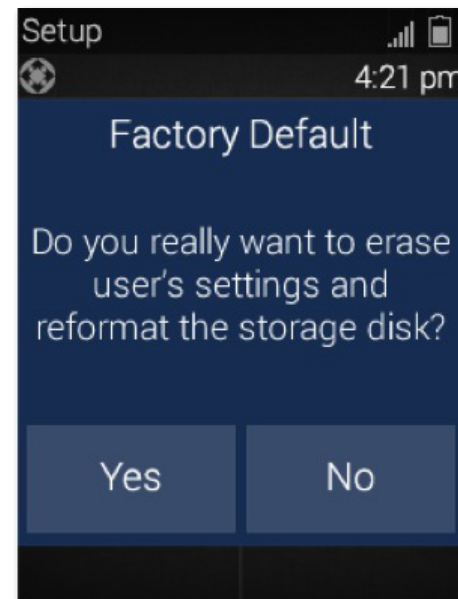 Setup
4:21 pm
Factory Default
Do you really want to erase
user's settings and
reformat the storage disk?
Yes
No